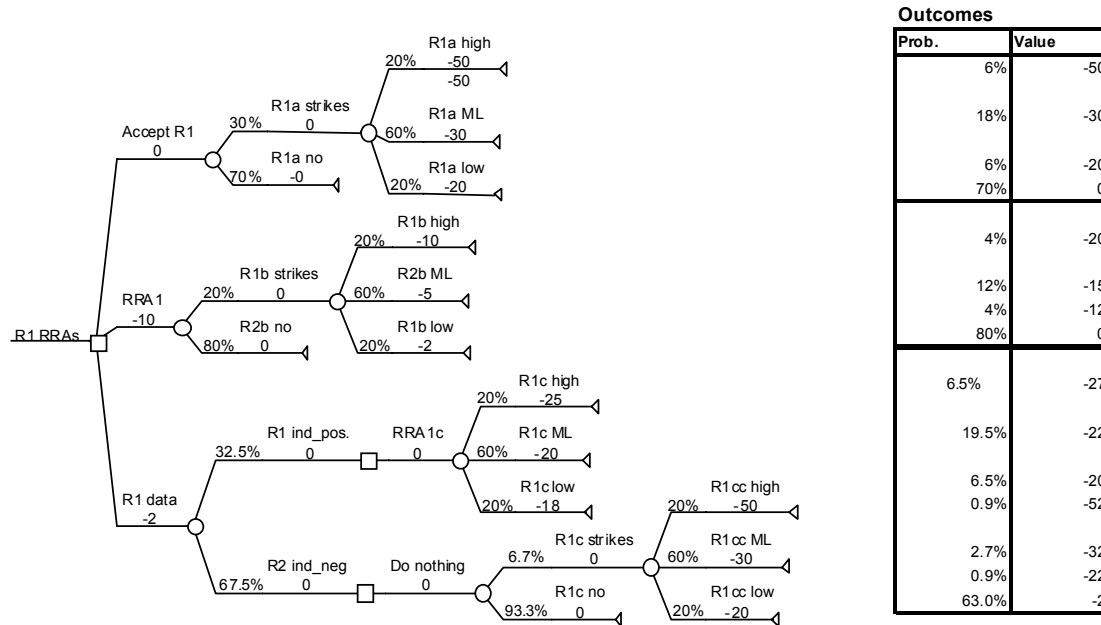 Outcomes
Prob. Value
R1a high
20% -50
-50
R1a strikes
30% 0
R1a ML
60% -30
Accept R1
0
R1a no
70% -0
R1a low
20% -20
R1b high
20% -10
R1b strikes
20% 0
R2b ML
60% -5
RRA1
-10
R2b no
80% 0
R1b low
20% -2
R1 RRAs
R1c high
20% -25
R1 ind_pos.
32.5% 0
RRA1c
0
R1c ML
60% -20
R1c low
20% -18
R1 data
-2
R1cc high
20% -50
R1c strikes
6.7% 0
R1cc ML
60% -30
R2 ind_neg
67.5% 0
Do nothing
0
R1c no
93.3% 0
R1cc low
20% -20
6% -50
18% -30
6% -20
70% 0
4% -20
12% -15
4% -12
80% 0
6.5% -27
19.5% -22
6.5% -20
0.9% -52
2.7% -32
0.9% -22
63.0% -2